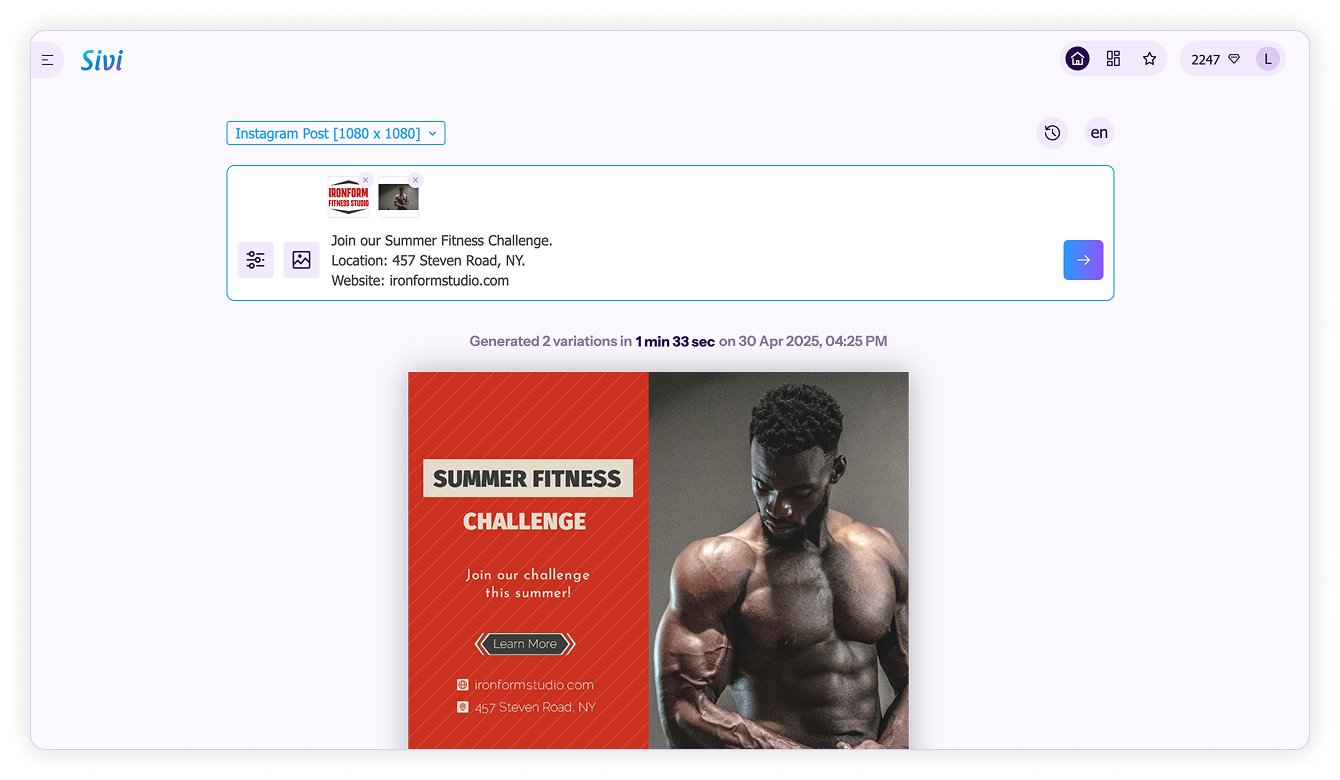 Sivi
2247
L
Instagram Post [1080 x 1080]
en
IRONFORM
FITNESS STUDIO
Join our Summer Fitness Challenge.
Location: 457 Steven Road, NY.
Website: ironformstudio.com
Generated 2 variations in 1 min 33 sec on 30 Apr 2025, 04:25 PM
SUMMER FITNESS
CHALLENGE
Join our challenge
this summer!
Learn More
ironformstudio.com
457 Steven Road, NY